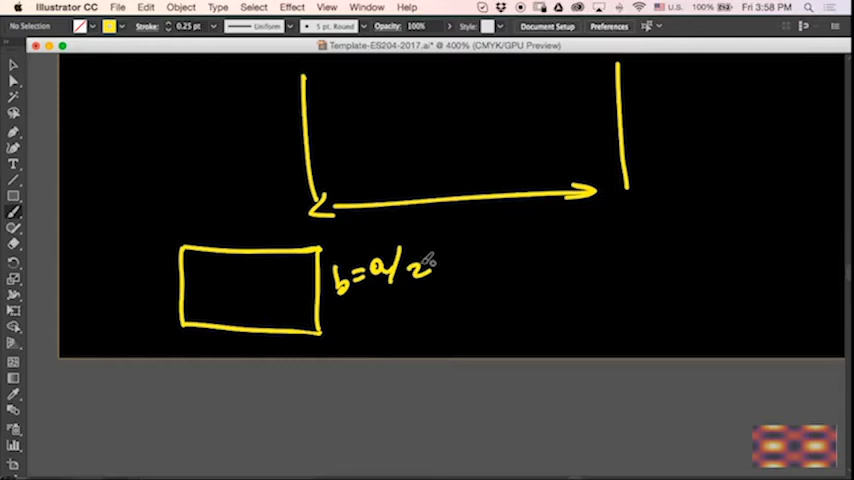 Illustrator CC File Edit Object Type Select Effect View Window Help U.S. 100% Fri 3:58 PM
No Selection Stroke: 0.25 pt Uniform 5 pt. Round Opacity: 100% Style: Document Setup Preferences
Template-ES204-2017.ai* @ 400% (CMYK/GPU Preview)
b=a/2